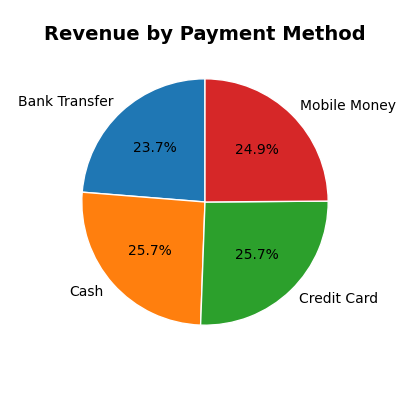 Revenue by Payment Method
Bank Transfer
Mobile Money
23.7%
24.9%
25.7%
25.7%
Cash
Credit Card